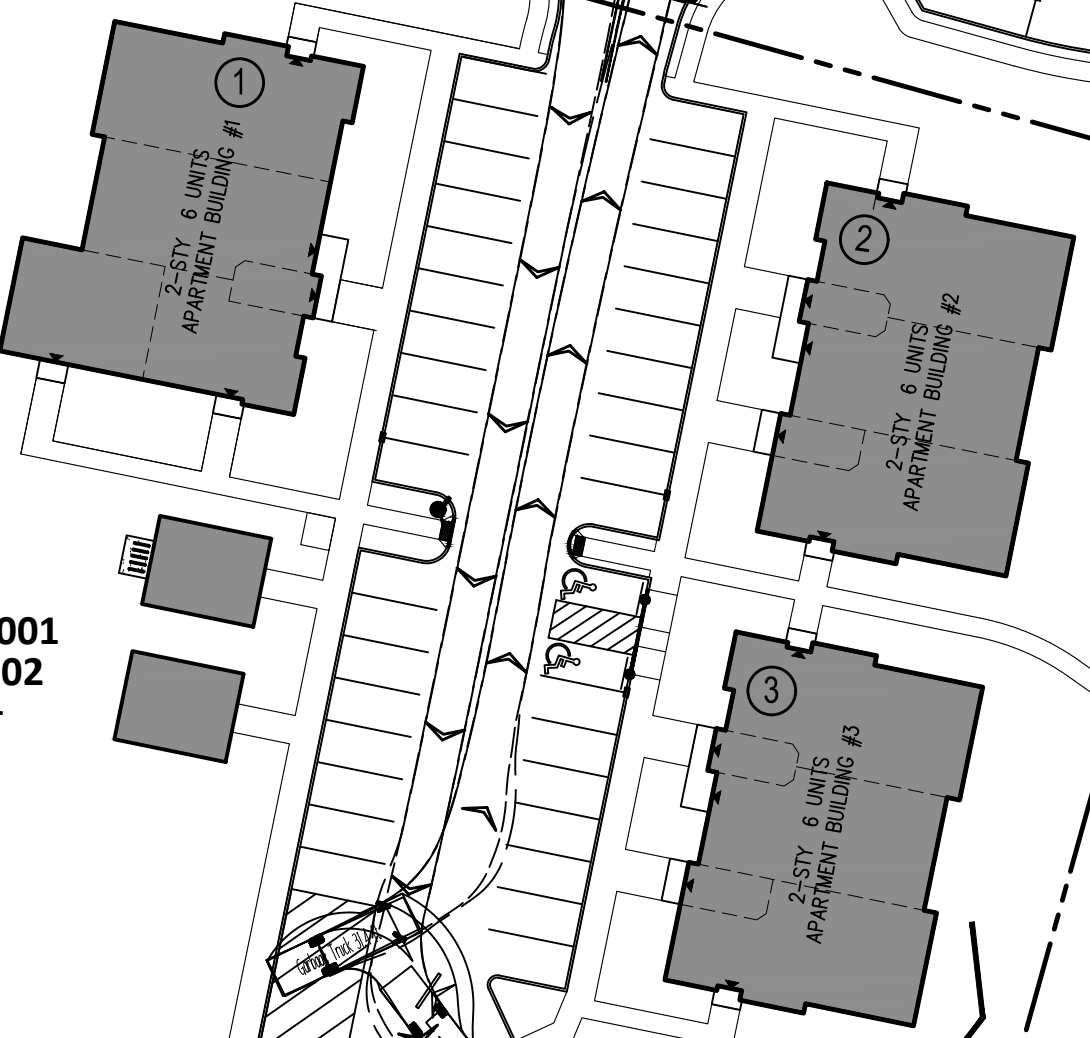 1
2-STY 6 UNITS
APARTMENT BUILDING #1
2
2-STY 6 UNITS
APARTMENT BUILDING #2
001
02
3
2-STY 6 UNITS
APARTMENT BUILDING #3
Garbage Truck